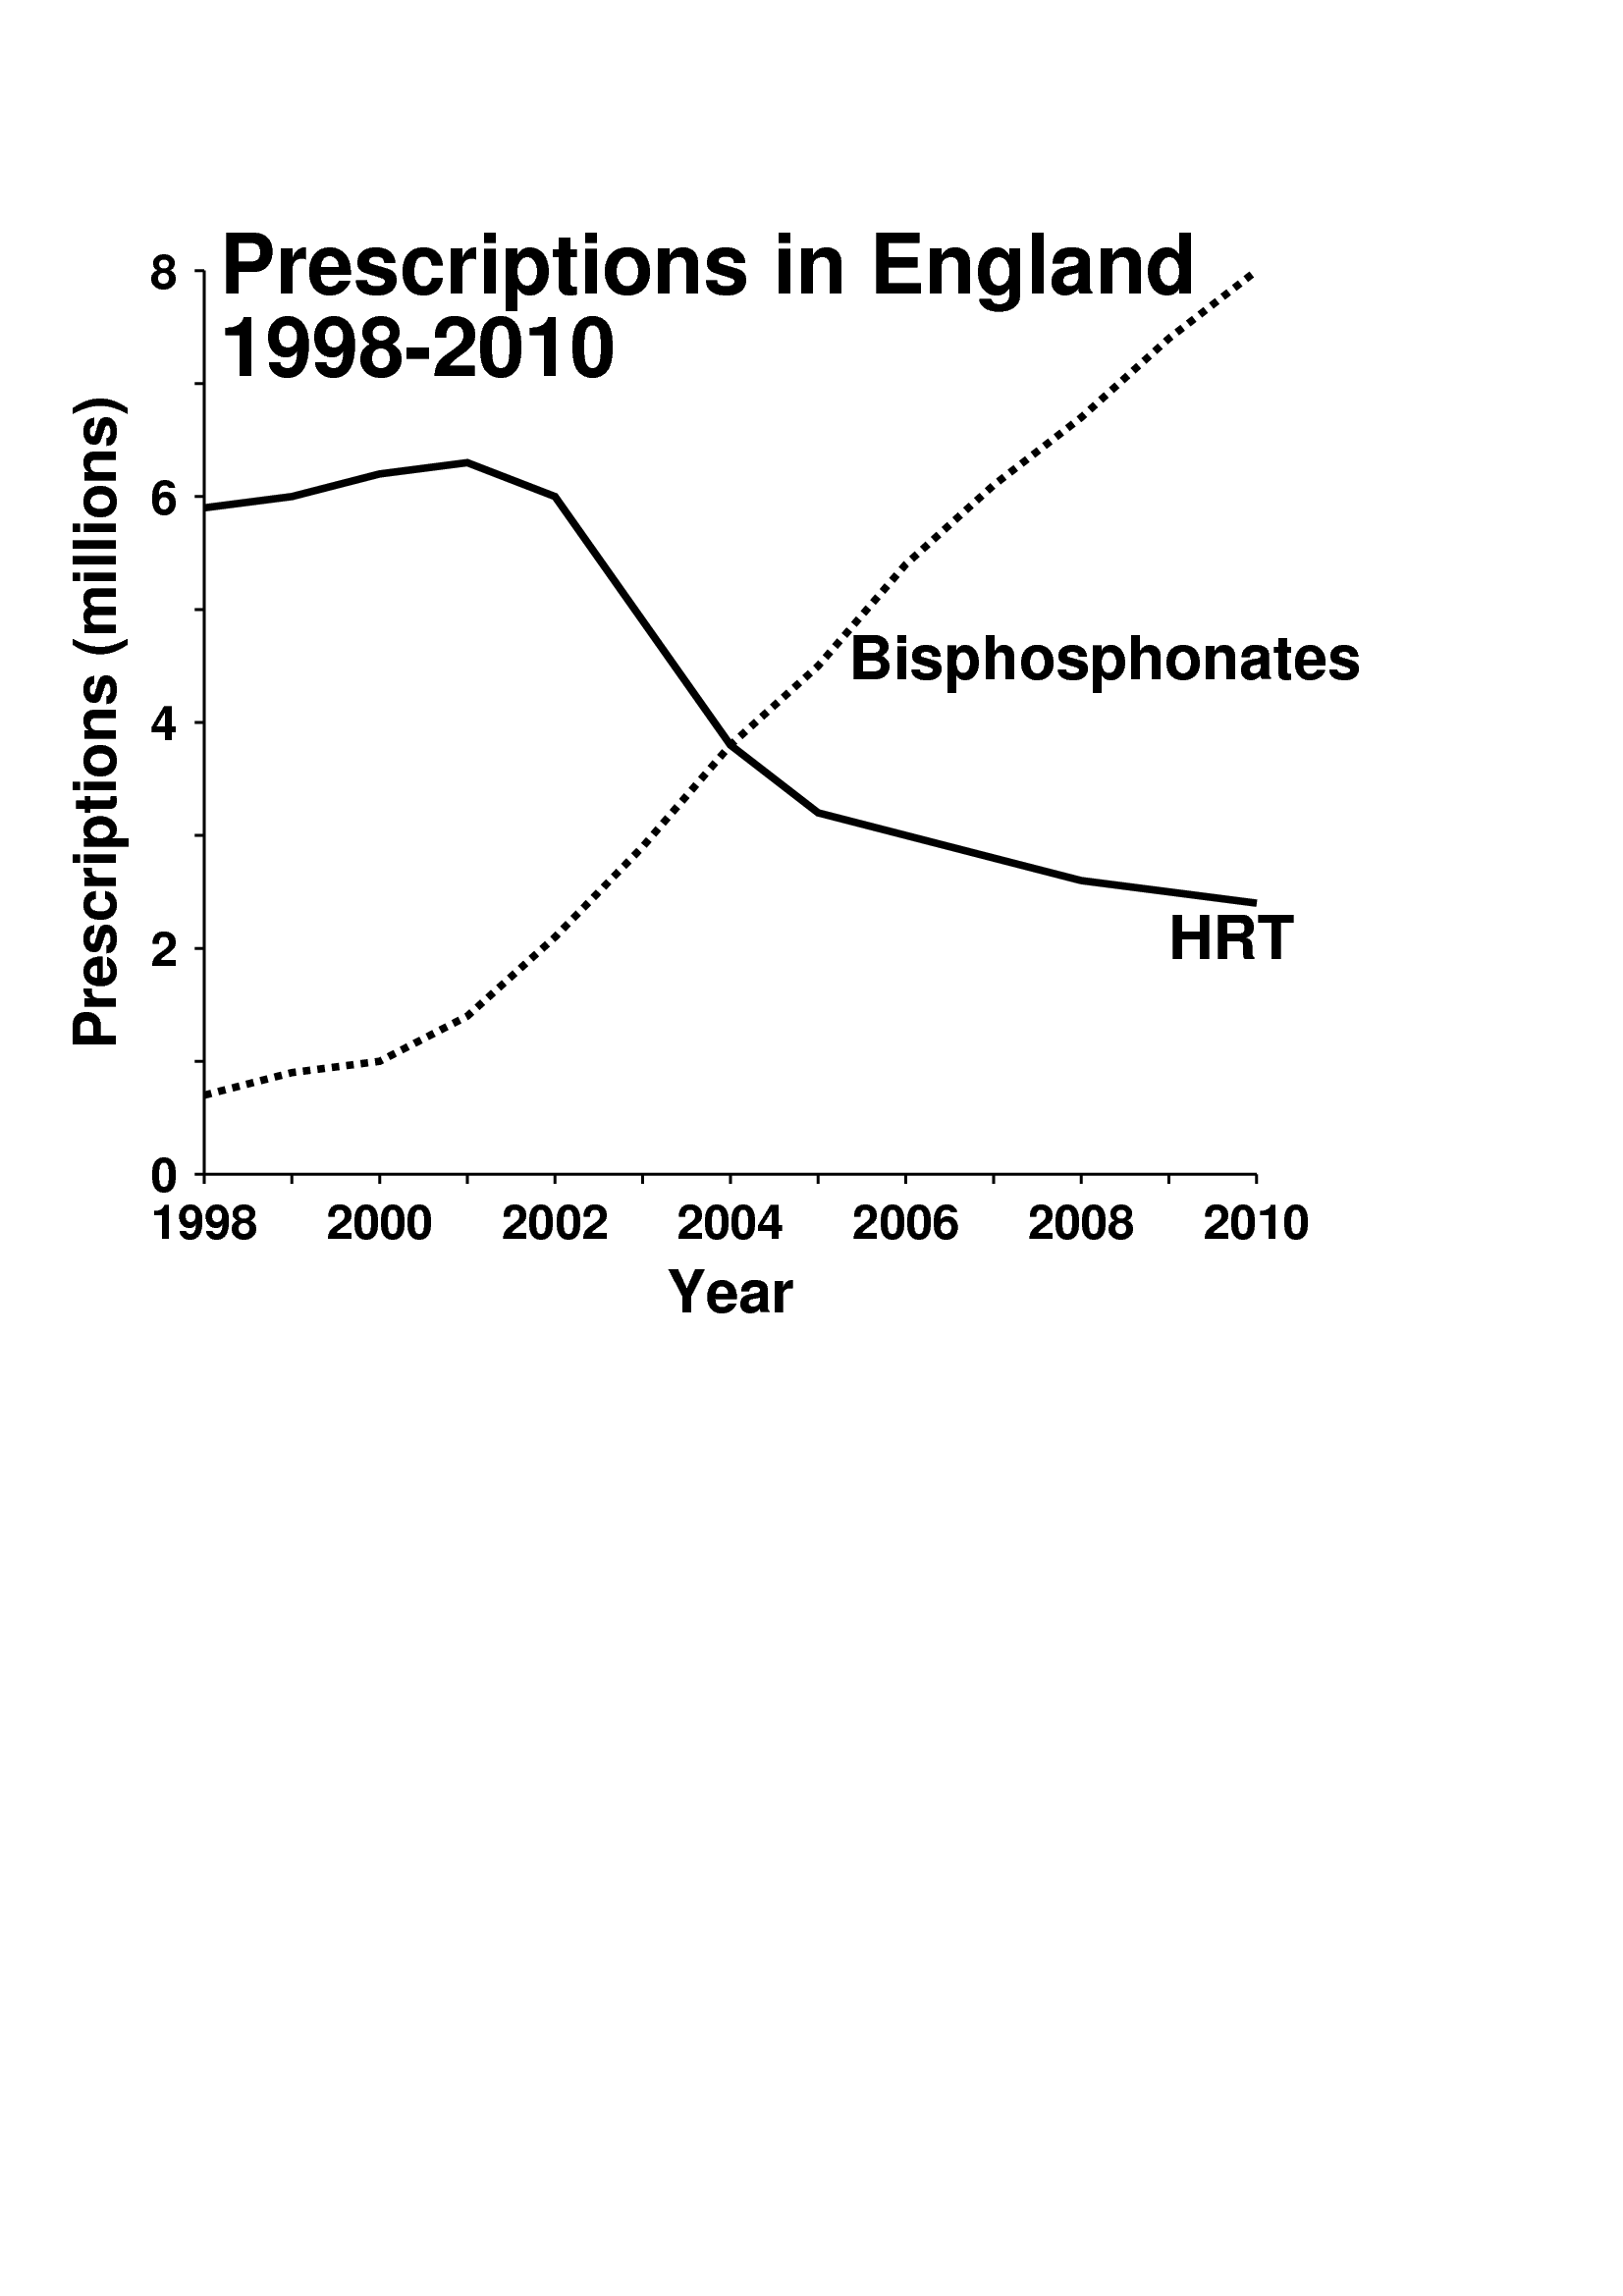 Prescriptions in England
1998-2010
Prescriptions (millions)
8
6
4
2
0
Bisphosphonates
HRT
1998 2000 2002 2004 2006 2008 2010
Year